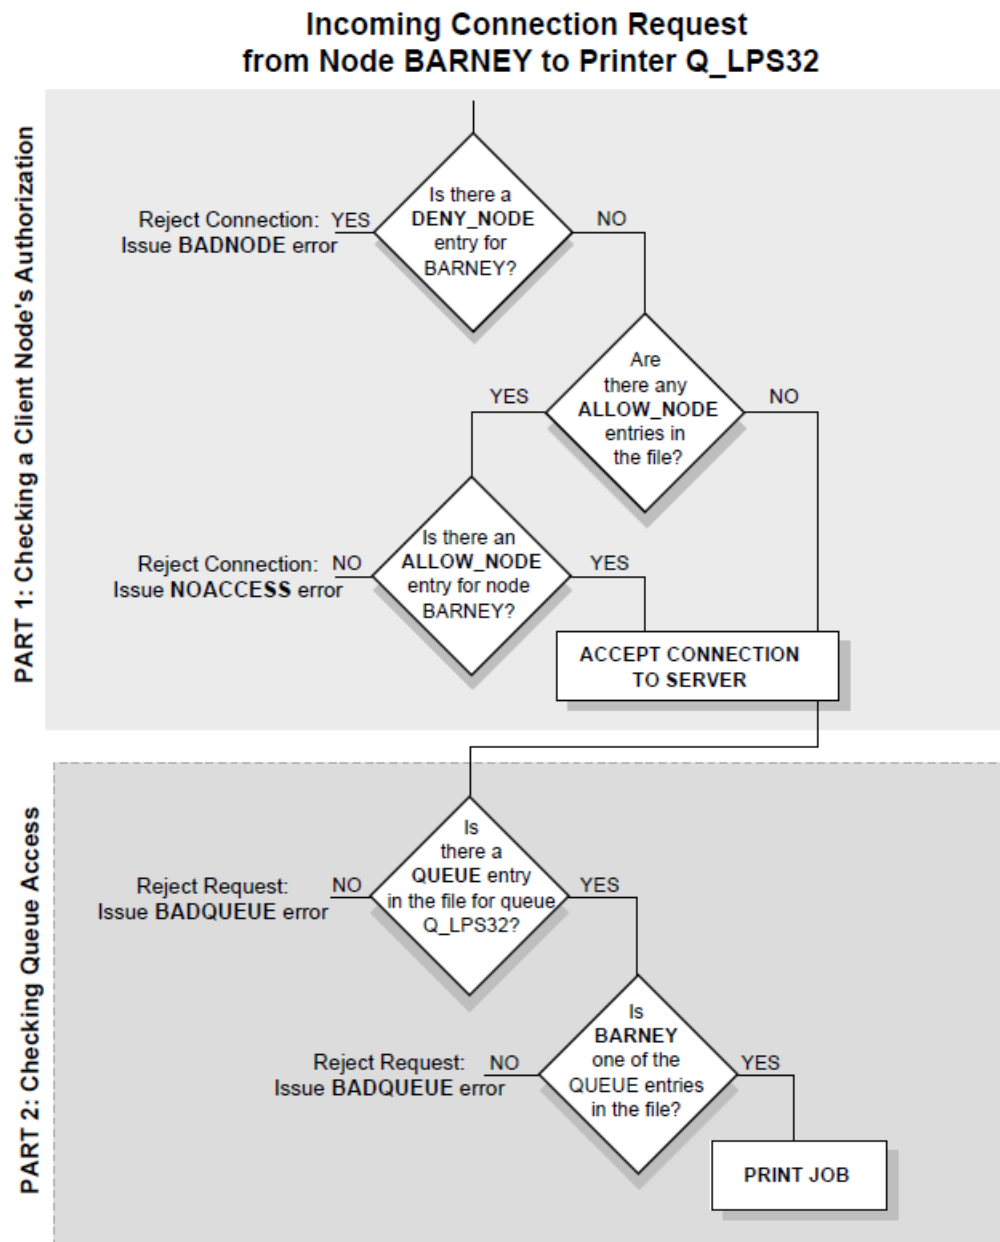 Incoming Connection Request
from Node BARNEY to Printer Q_LPS32
PART 1: Checking a Client Node's Authorization
Is there a
DENY_NODE
entry for
BARNEY?
YES
Reject Connection:
Issue BADNODE error
NO
Are
there any
ALLOW_NODE
entries in
the file?
YES
NO
Is there an
ALLOW_NODE
entry for node
BARNEY?
NO
Reject Connection:
Issue NOACCESS error
YES
ACCEPT CONNECTION
TO SERVER
PART 2: Checking Queue Access
Is
there a
QUEUE entry
in the file for queue
Q_LPS32?
NO
Reject Request:
Issue BADQUEUE error
YES
Is
BARNEY
one of the
QUEUE entries
in the file?
NO
Reject Request:
Issue BADQUEUE error
YES
PRINT JOB